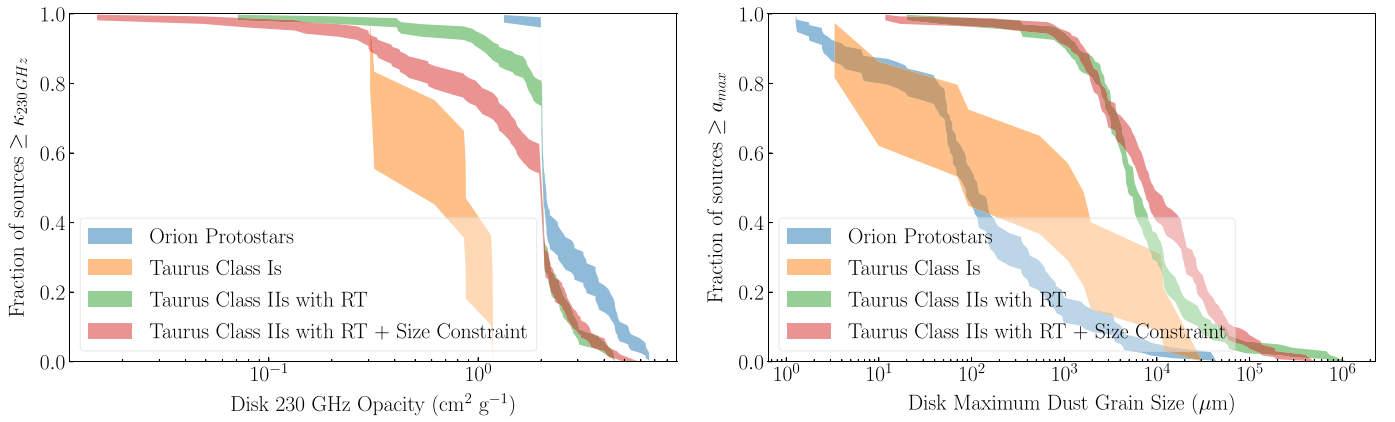 Fraction of sources ≥ κ230 GHz
1.0
0.8
0.6
0.4
0.2
0.0
Orion Protostars
Taurus Class Is
Taurus Class IIs with RT
Taurus Class IIs with RT + Size Constraint
10⁻¹
10⁰
Disk 230 GHz Opacity (cm² g⁻¹)
Fraction of sources ≥ amax
1.0
0.8
0.6
0.4
0.2
0.0
Orion Protostars
Taurus Class Is
Taurus Class IIs with RT
Taurus Class IIs with RT + Size Constraint
10⁰
10¹
10²
10³
10⁴
10⁵
10⁶
Disk Maximum Dust Grain Size (μm)